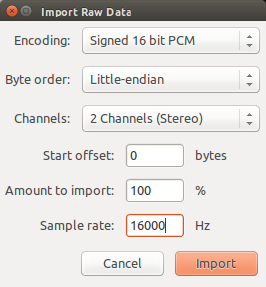 Import Raw Data
Encoding: Signed 16 bit PCM
Byte order: Little-endian
Channels: 2 Channels (Stereo)
Start offset: 0 bytes
Amount to import: 100 %
Sample rate: 16000 Hz
Cancel Import